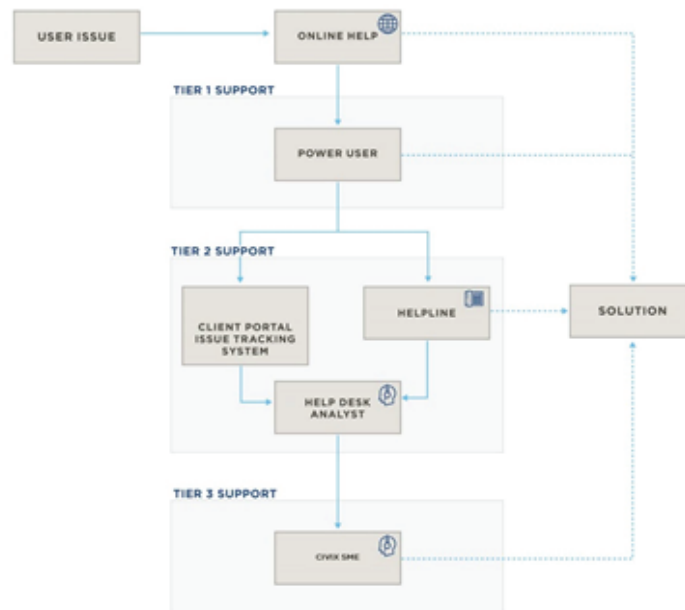 USER ISSUE
ONLINE HELP
TIER 1 SUPPORT
POWER USER
TIER 2 SUPPORT
CLIENT PORTAL
ISSUE TRACKING
SYSTEM
HELPLINE
SOLUTION
HELP DESK
ANALYST
TIER 3 SUPPORT
CIVIX SME